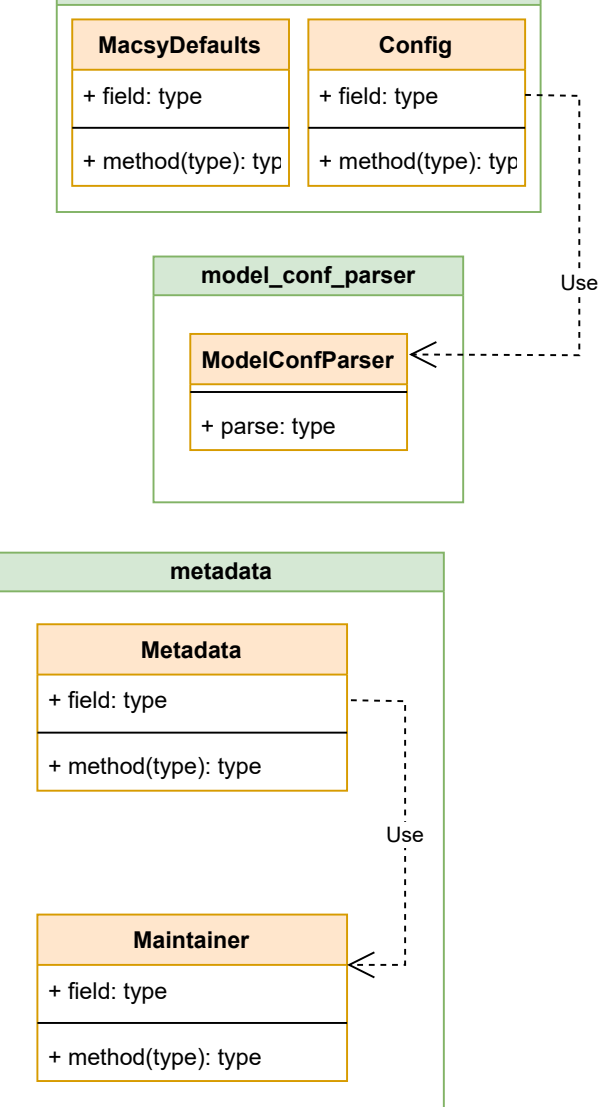 MacsyDefaults
+ field: type
+ method(type): typ
Config
+ field: type
+ method(type): typ
Use
model_conf_parser
ModelConfParser
+ parse: type
metadata
Metadata
+ field: type
+ method(type): type
Use
Maintainer
+ field: type
+ method(type): type